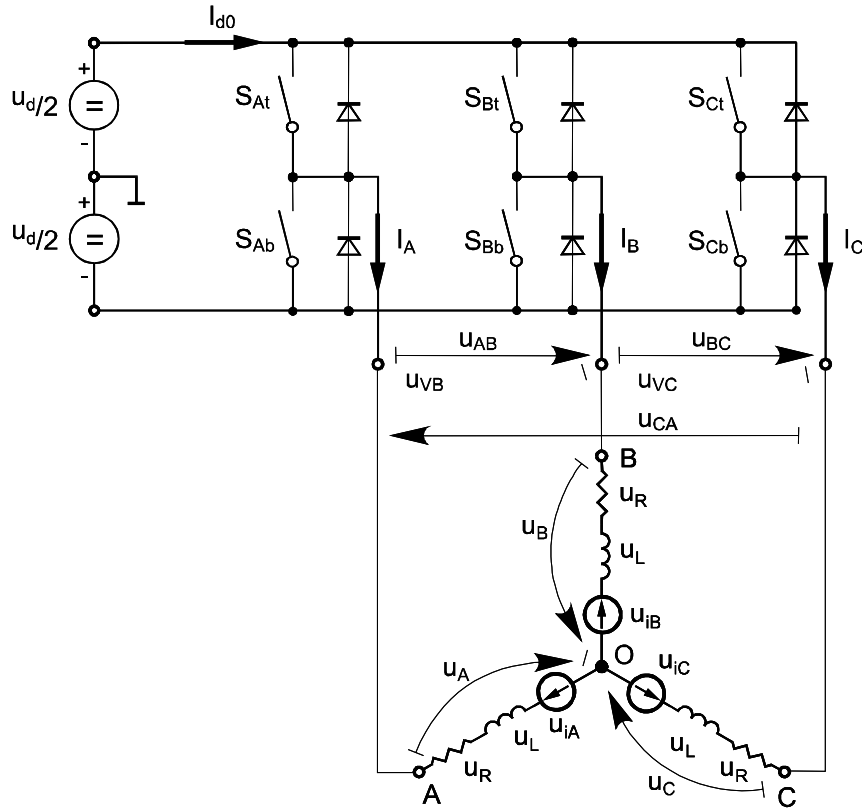 I_d0
+
u_d/2
=
-
S_At
S_Bt
S_Ct
+
u_d/2
=
-
S_Ab
I_A
S_Bb
I_B
S_Cb
I_C
u_AB
u_BC
u_VB
u_VC
u_CA
B
u_R
u_B
u_L
u_iB
O
u_A
u_iC
u_iA
u_L
u_L
u_R
u_R
u_C
A
C